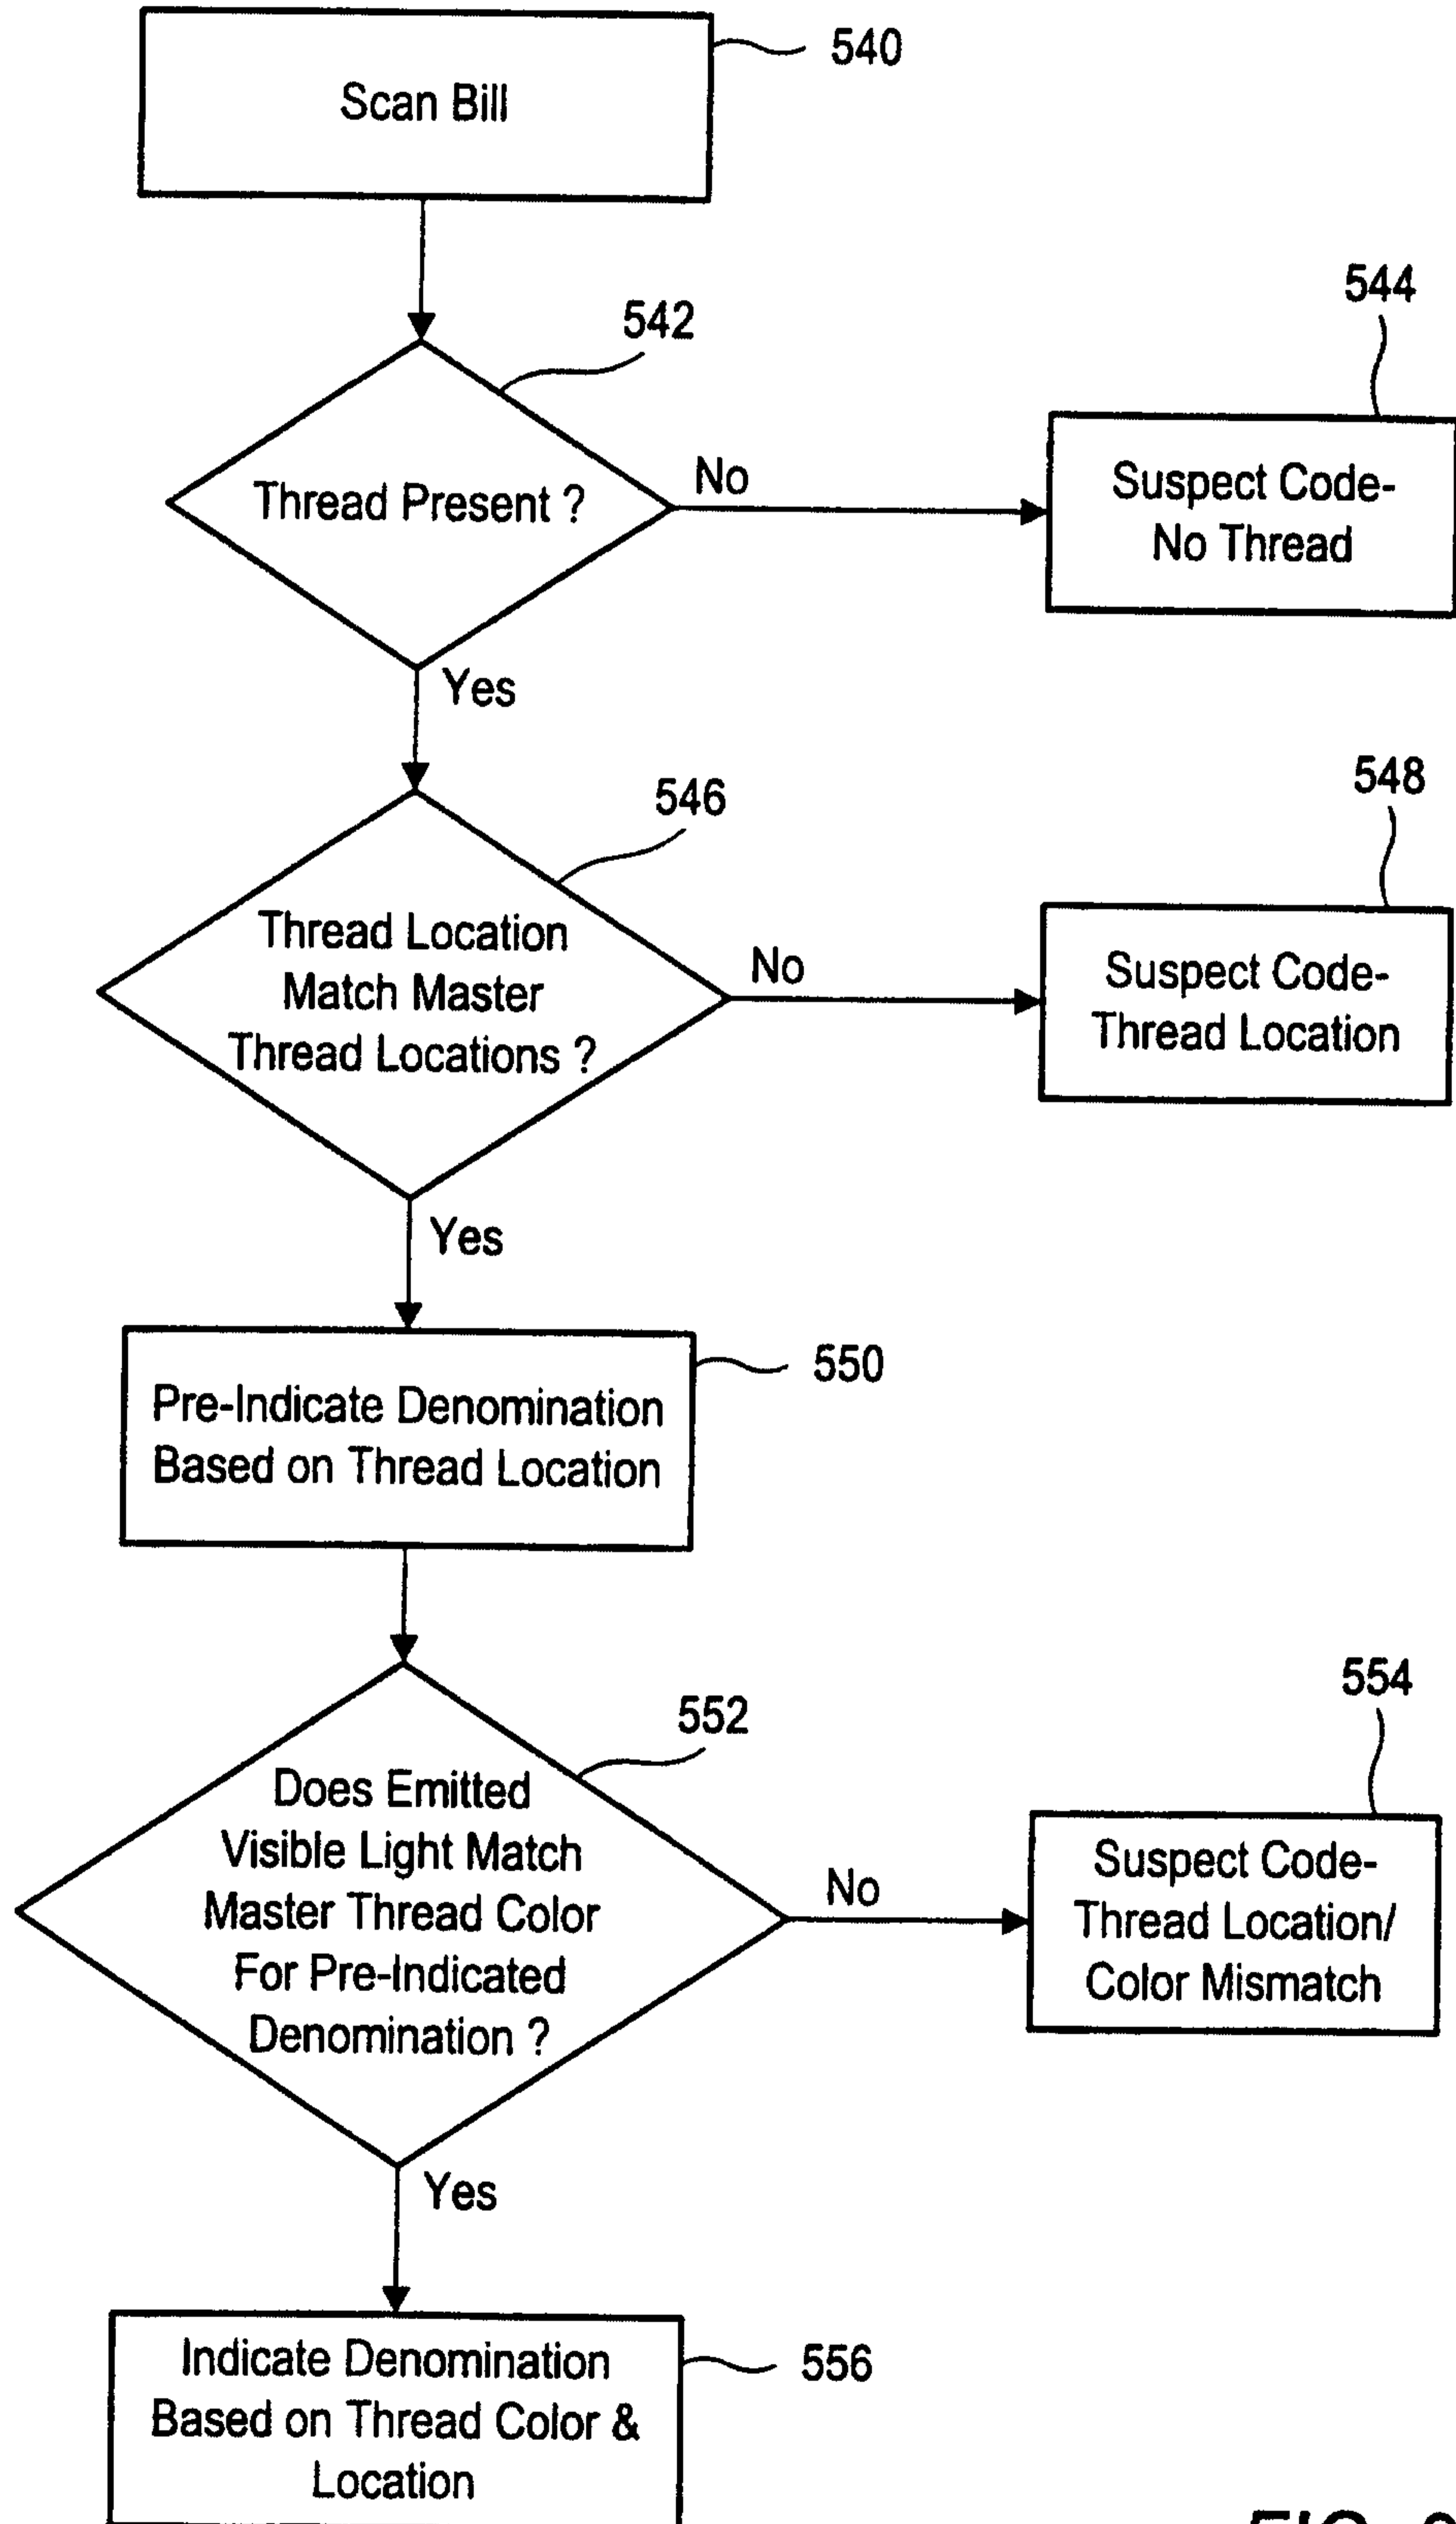 Scan Bill
540
542
Thread Present ?
No
544
Suspect Code-
No Thread
Yes
546
Thread Location
Match Master
Thread Locations ?
No
548
Suspect Code-
Thread Location
Yes
550
Pre-Indicate Denomination
Based on Thread Location
552
Does Emitted
Visible Light Match
Master Thread Color
For Pre-Indicated
Denomination ?
No
554
Suspect Code-
Thread Location/
Color Mismatch
Yes
556
Indicate Denomination
Based on Thread Color &
Location